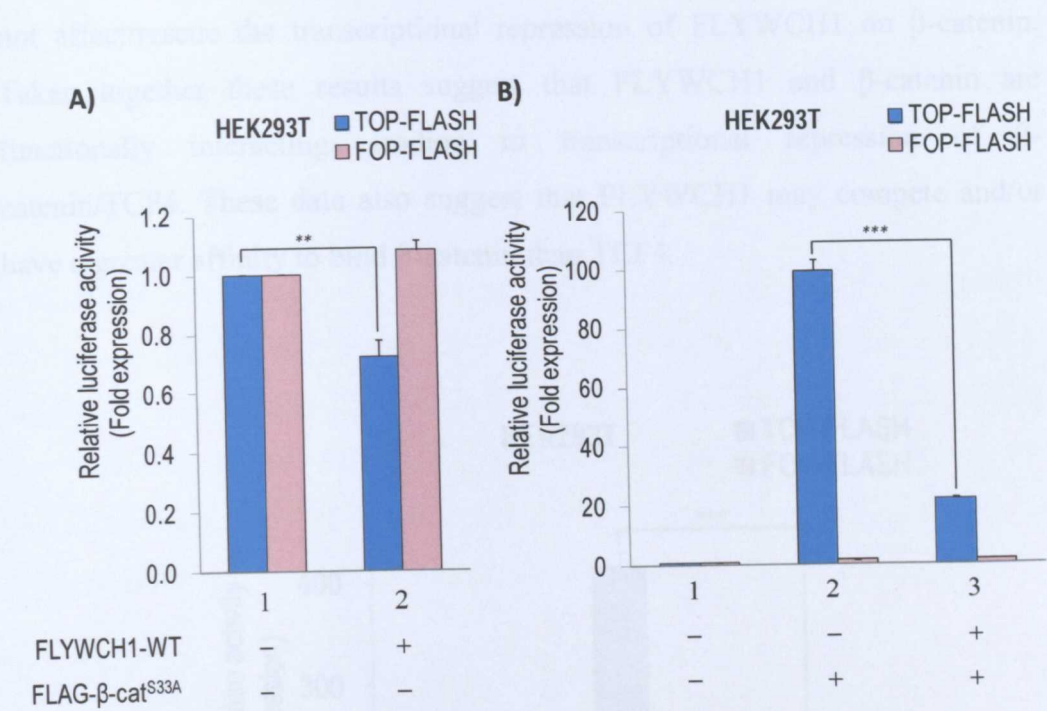 not affect/rescue the transcriptional repression of FLYWCH1 on β-catenin.
Taken together these results suggest that FLYWCH1 and β-catenin are
functionally interacting, to transcriptional repression of
catenin/TCF4. These data also suggest that FLYWCH1 may compete and/or
have affinity to bind than TCF4.
A)
HEK293T
TOP-FLASH
FOP-FLASH
Relative luciferase activity
(Fold expression)
1.2
1.0
0.8
0.6
0.4
0.2
0.0
**
1 2
B)
HEK293T
TOP-FLASH
FOP-FLASH
Relative luciferase activity
(Fold expression)
120
100
80
60
40
20
0
***
1 2 3
FLYWCH1-WT − + − − +
FLAG-β-cat^S33A − − − + +